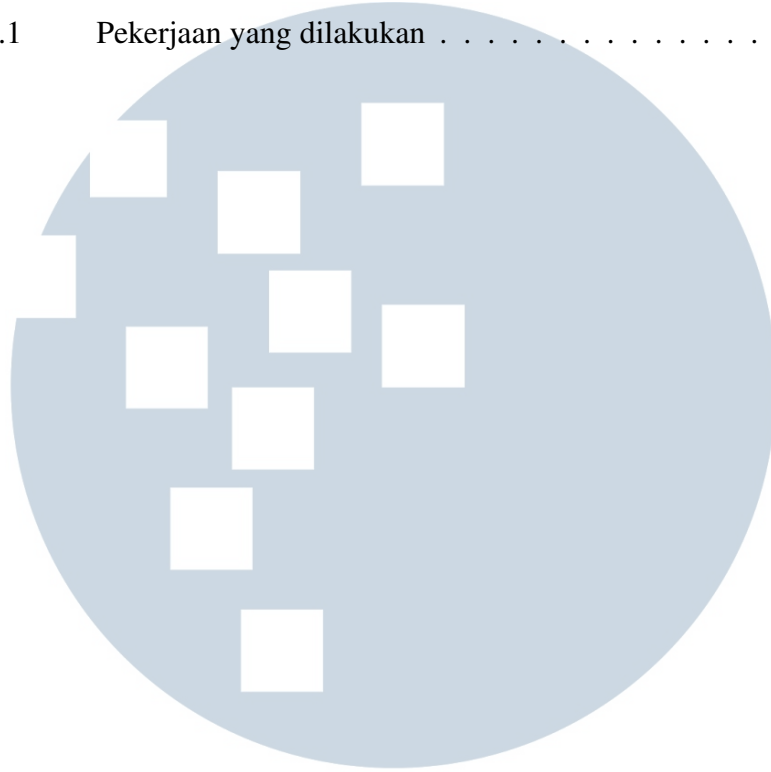 .1 Pekerjaan yang dilakukan . . . . . . . . . . . . . .